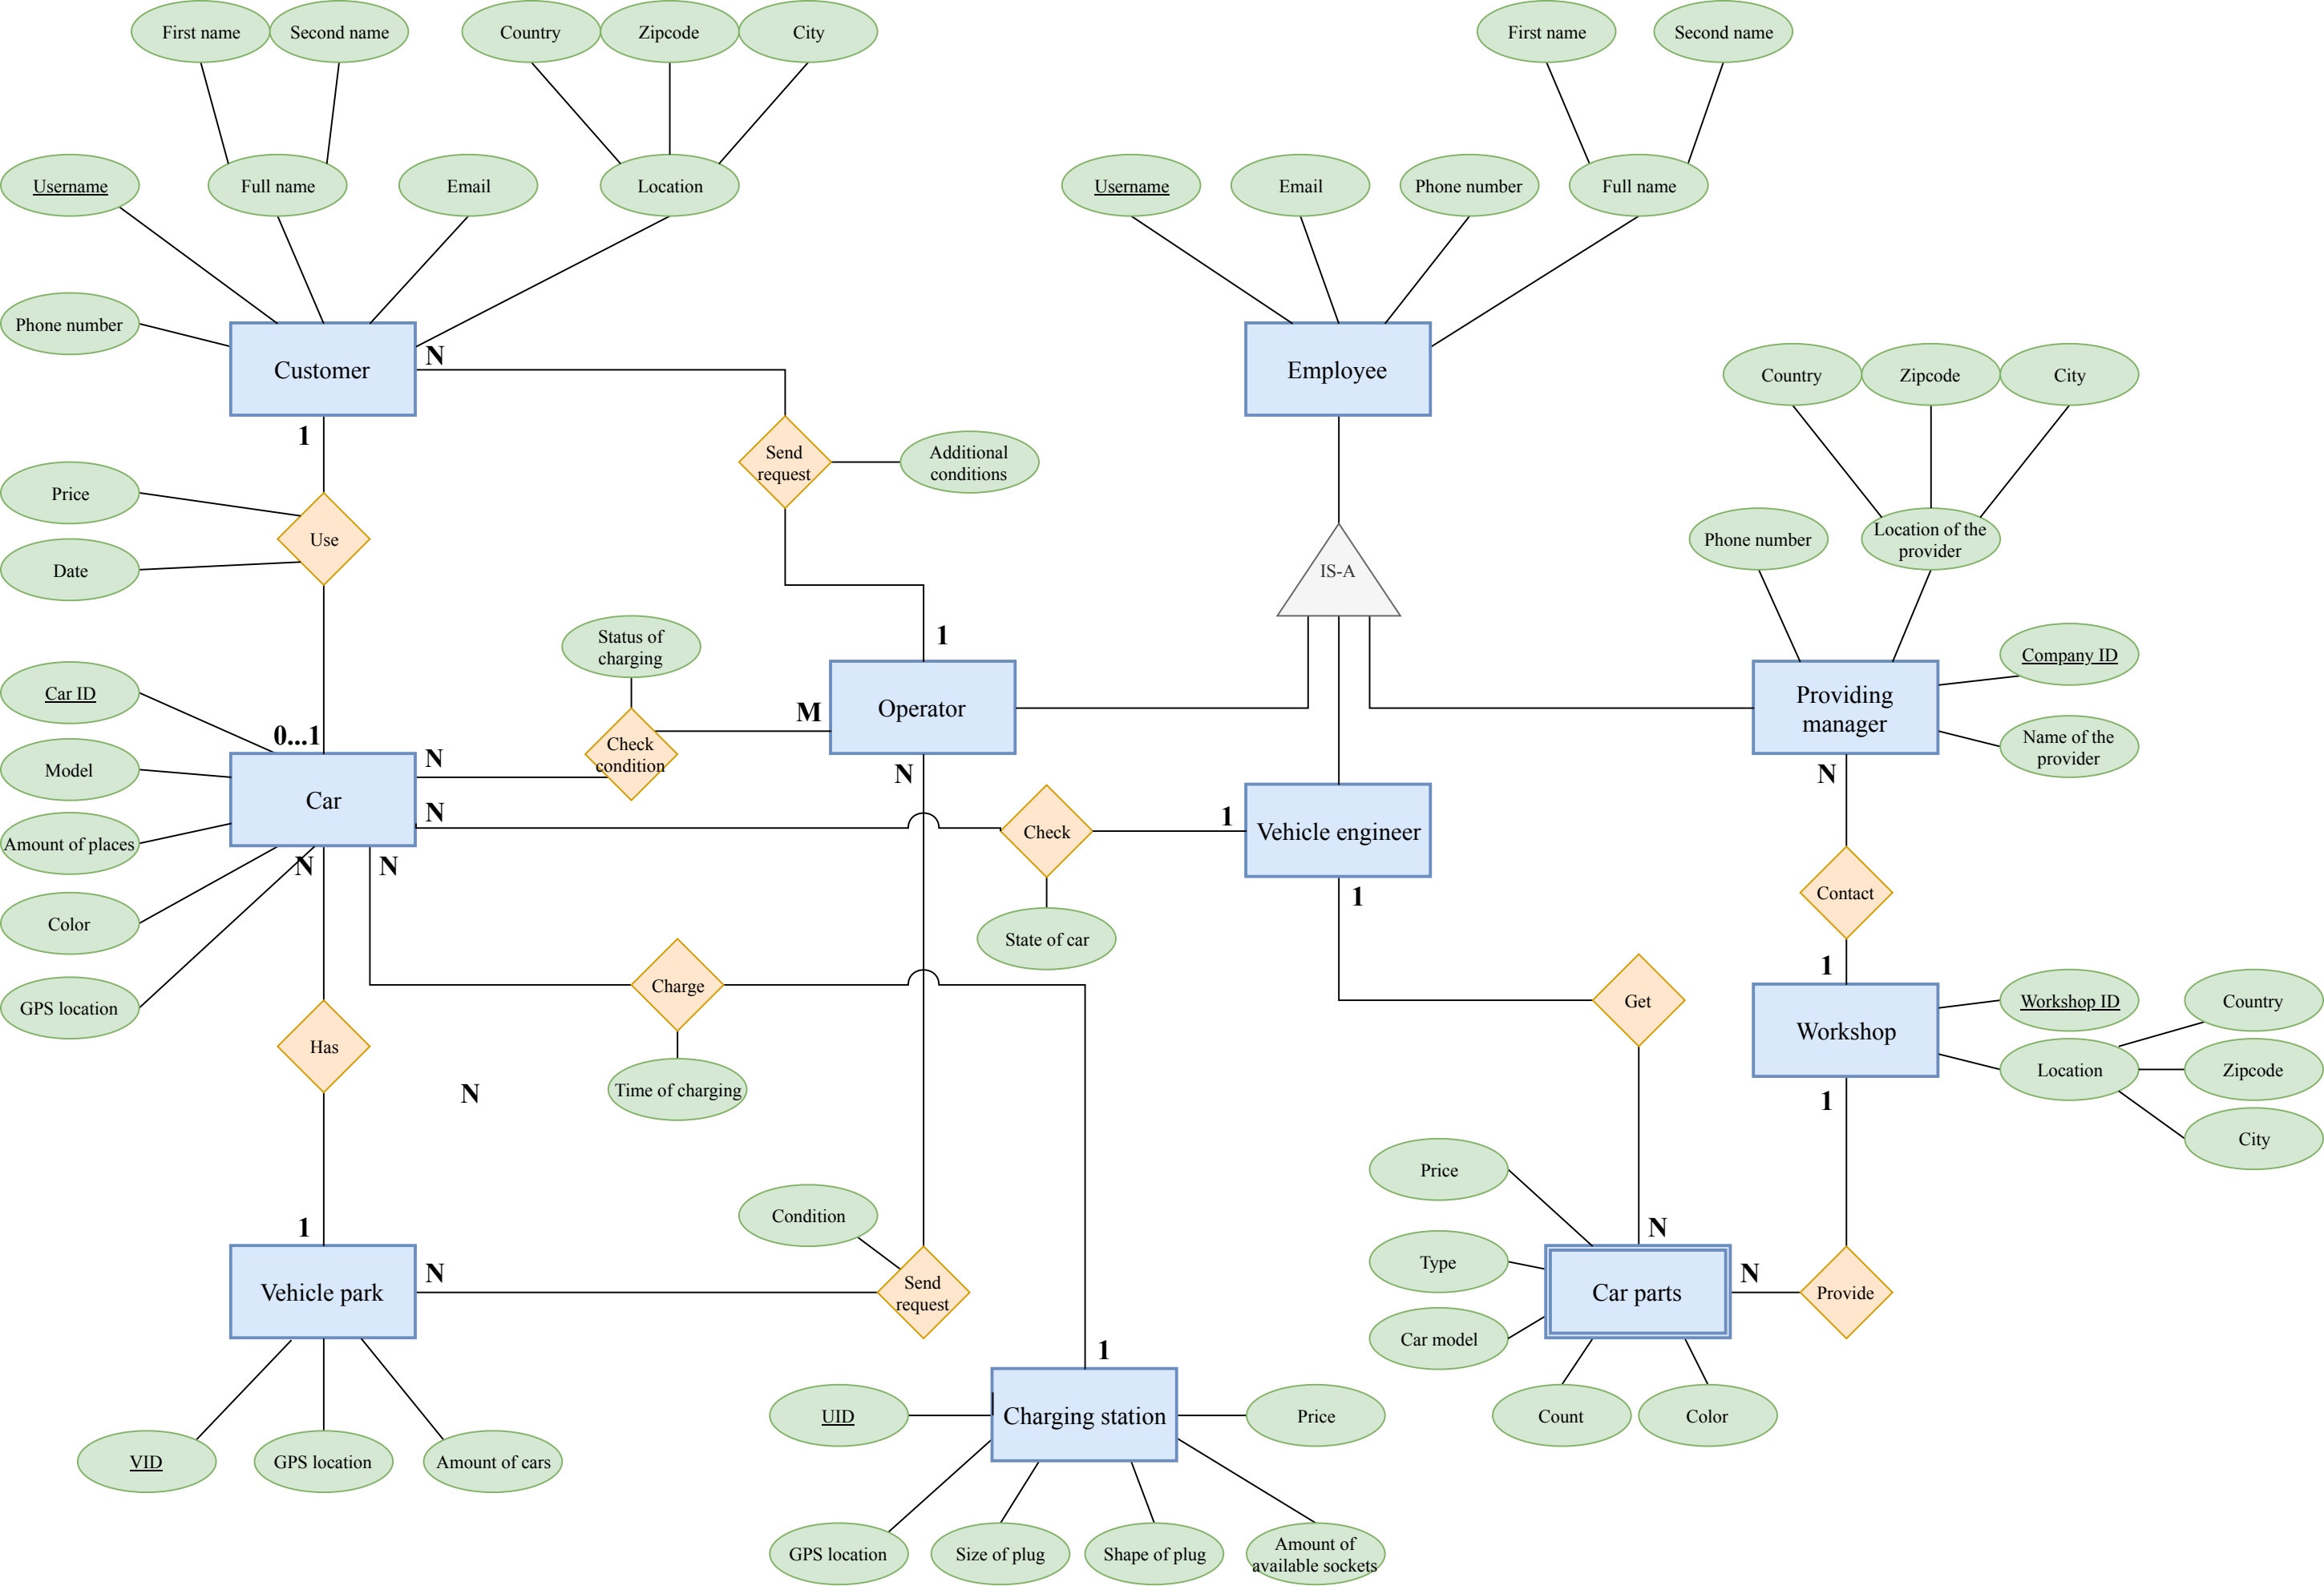 First name
Second name
Country
Zipcode
City
First name
Second name
Username
Full name
Email
Location
Username
Email
Phone number
Full name
Phone number
Customer
N
Employee
Country
Zipcode
City
1
Send
request
Additional
conditions
Price
Use
Date
Phone number
Location of the
provider
IS-A
Status of
charging
1
Company ID
Car ID
Operator
Providing
manager
M
0...1
Check
condition
Name of the
provider
N
Model
N
N
Car
N
Check
1
Vehicle engineer
Amount of places
N
N
1
Contact
Color
State of car
1
GPS location
Charge
Get
Workshop ID
Country
Has
Workshop
Location
Zipcode
Time of charging
N
1
City
Price
Condition
1
N
Vehicle park
N
Send
request
Type
Car parts
N
Provide
Car model
1
UID
Charging station
Price
Count
Color
VID
GPS location
Amount of cars
GPS location
Size of plug
Shape of plug
Amount of
available sockets